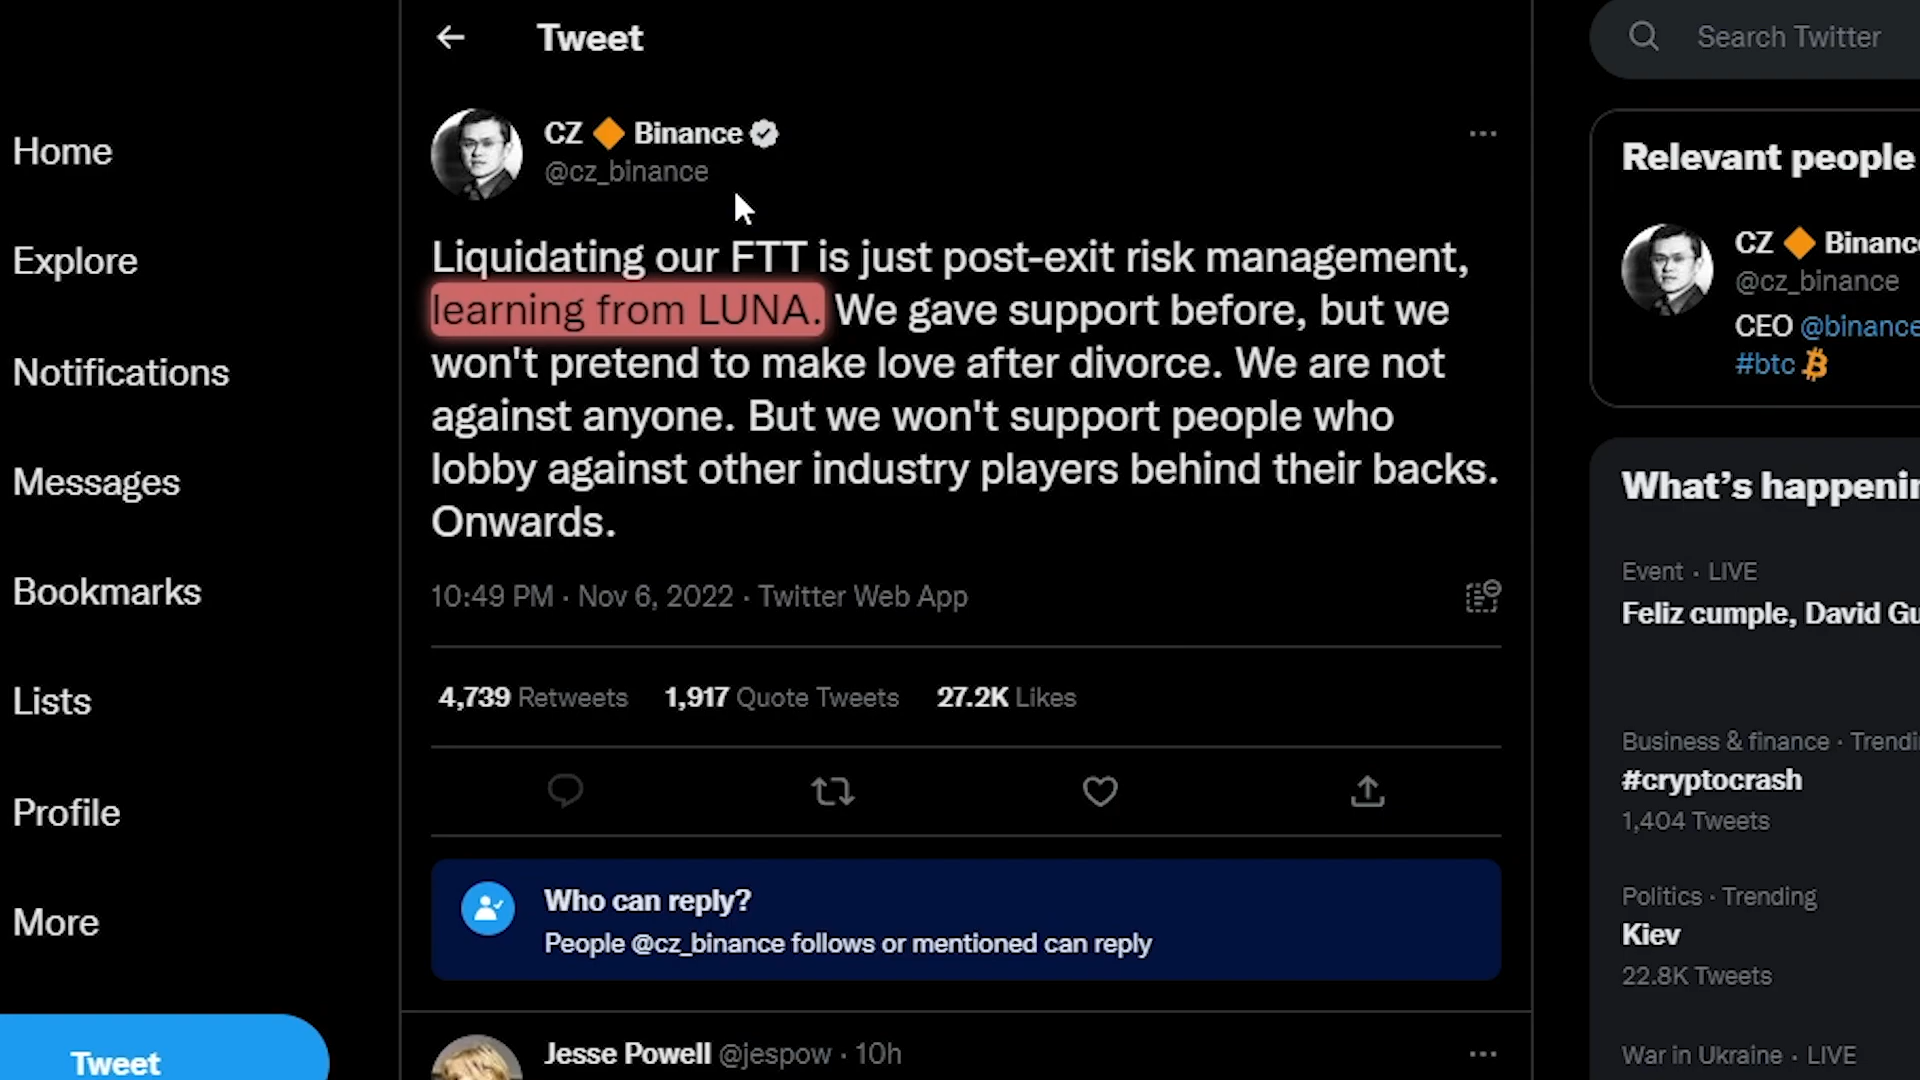 Tweet
Search Twitter
CZ 🔶 Binance
@cz_binance
Liquidating our FTT is just post-exit risk management,
learning from LUNA. We gave support before, but we
won't pretend to make love after divorce. We are not
against anyone. But we won't support people who
lobby against other industry players behind their backs.
Onwards.
10:49 PM · Nov 6, 2022 · Twitter Web App
4,739 Retweets 1,917 Quote Tweets 27.2K Likes
Who can reply?
People @cz_binance follows or mentioned can reply
Jesse Powell @jespow · 10h
Home
Explore
Notifications
Messages
Bookmarks
Lists
Profile
More
Tweet
Relevant people
CZ 🔶 Binance
@cz_binance
CEO @binance
#btc
What's happenin
Event · LIVE
Feliz cumple, David Gu
Business & finance · Trendi
#cryptocrash
1,404 Tweets
Politics · Trending
Kiev
22.8K Tweets
War in Ukraine · LIVE